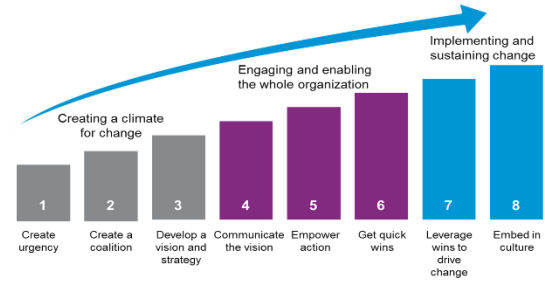 Implementing and
sustaining change
Engaging and enabling
the whole organization
Creating a climate
for change
1
2
3
4
5
6
7
8
Create
urgency
Create a
coalition
Develop a
vision and
strategy
Communicate
the vision
Empower
action
Get quick
wins
Leverage
wins to
drive
change
Embed in
culture